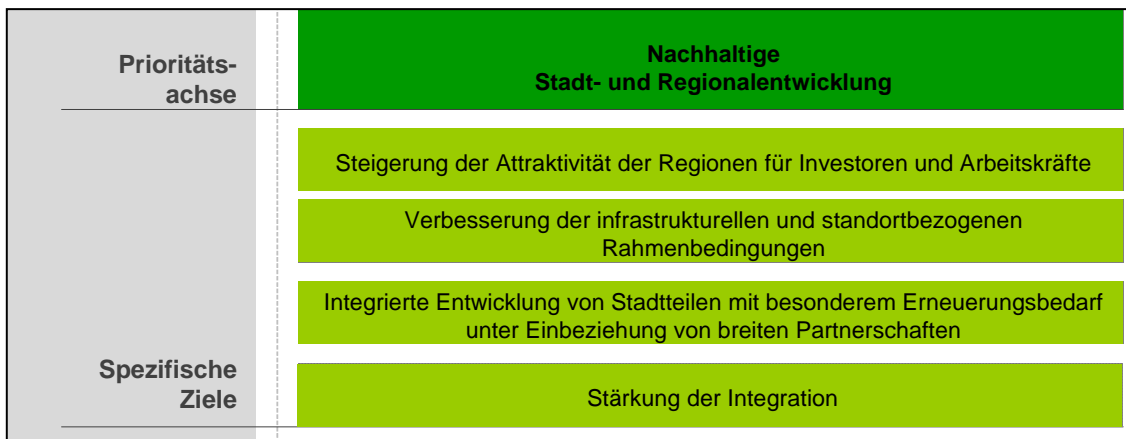 Prioritäts-
achse
Nachhaltige
Stadt- und Regionalentwicklung
Steigerung der Attraktivität der Regionen für Investoren und Arbeitskräfte
Verbesserung der infrastrukturellen und standortbezogenen
Rahmenbedingungen
Integrierte Entwicklung von Stadtteilen mit besonderem Erneuerungsbedarf
unter Einbeziehung von breiten Partnerschaften
Spezifische
Ziele
Stärkung der Integration